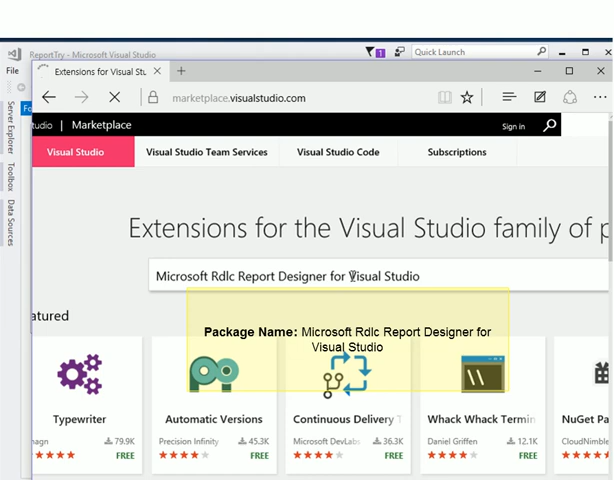 ReportTry - Microsoft Visual Studio
1
Quick Launch
File
Extensions for Visual Stu
marketplace.visualstudio.com
Fo
Server Explorer
Toolbox
Data Sources
tudio | Marketplace
Sign in
Visual Studio
Visual Studio Team Services
Visual Studio Code
Subscriptions
Extensions for the Visual Studio family of p
Microsoft Rdlc Report Designer for Visual Studio
Package Name: Microsoft Rdlc Report Designer for
Visual Studio
atured
Typewriter
Automatic Versions
Continuous Delivery T
Whack Whack Termin
NuGet Pa
hagn
79.9K
Precision Infinity
45.3K
Microsoft DevLabs
36.3K
Daniel Griffen
12.1K
CloudNimble
FREE
FREE
FREE
FREE